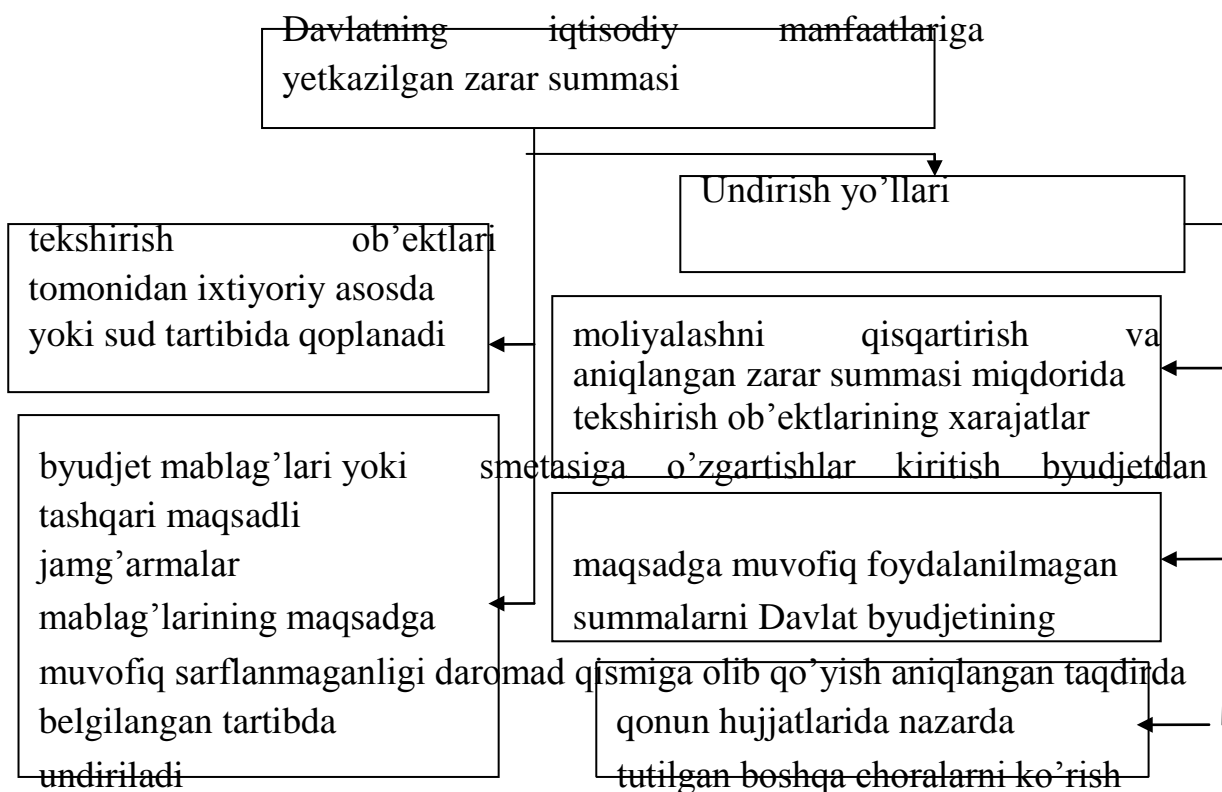 Davlatning iqtisodiy manfaatlariga
yetkazilgan zarar summasi
Undirish yo’llari
tekshirish ob’ektlari
tomonidan ixtiyoriy asosda
yoki sud tartibida qoplanadi
moliyalashni qisqartirish va
aniqlangan zarar summasi miqdorida
tekshirish ob’ektlarining xarajatlar
byudjet mablag’lari yoki smetasiga o’zgartishlar kiritish byudjetdan
tashqari maqsadli
jamg’armalar
maqsadga muvofiq foydalanilmagan
mablag’larining maqsadga
summalarni Davlat byudjetining
muvofiq sarflanmaganligi daromad qismiga olib qo’yish aniqlangan taqdirda
belgilangan tartibda
qonun hujjatlarida nazarda
undiriladi
tutilgan boshqa choralarni ko’rish